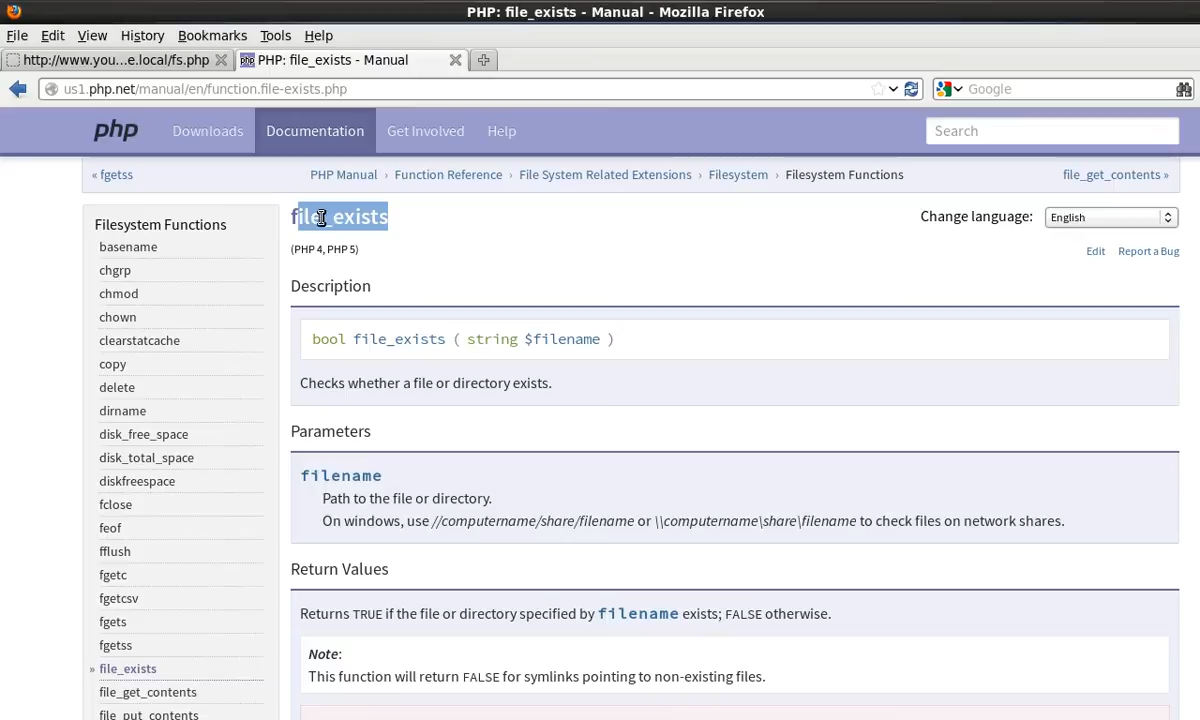 PHP: file_exists - Manual - Mozilla Firefox
File Edit View History Bookmarks Tools Help
http://www.you...e.local/fs.php
php PHP: file_exists - Manual
us1.php.net/manual/en/function.file-exists.php
Google
php Downloads Documentation Get Involved Help Search
« fgetss PHP Manual › Function Reference › File System Related Extensions › Filesystem › Filesystem Functions file_get_contents »
Filesystem Functions
basename
chgrp
chmod
chown
clearstatcache
copy
delete
dirname
disk_free_space
disk_total_space
diskfreespace
fclose
feof
fflush
fgetc
fgetcsv
fgets
fgetss
» file_exists
file_get_contents
file_put_contents
file_exists
Change language: English
(PHP 4, PHP 5)
Edit Report a Bug
Description
bool file_exists ( string $filename )
Checks whether a file or directory exists.
Parameters
filename
Path to the file or directory.
On windows, use //computername/share/filename or \\computername\share\filename to check files on network shares.
Return Values
Returns TRUE if the file or directory specified by filename exists; FALSE otherwise.
Note:
This function will return FALSE for symlinks pointing to non-existing files.